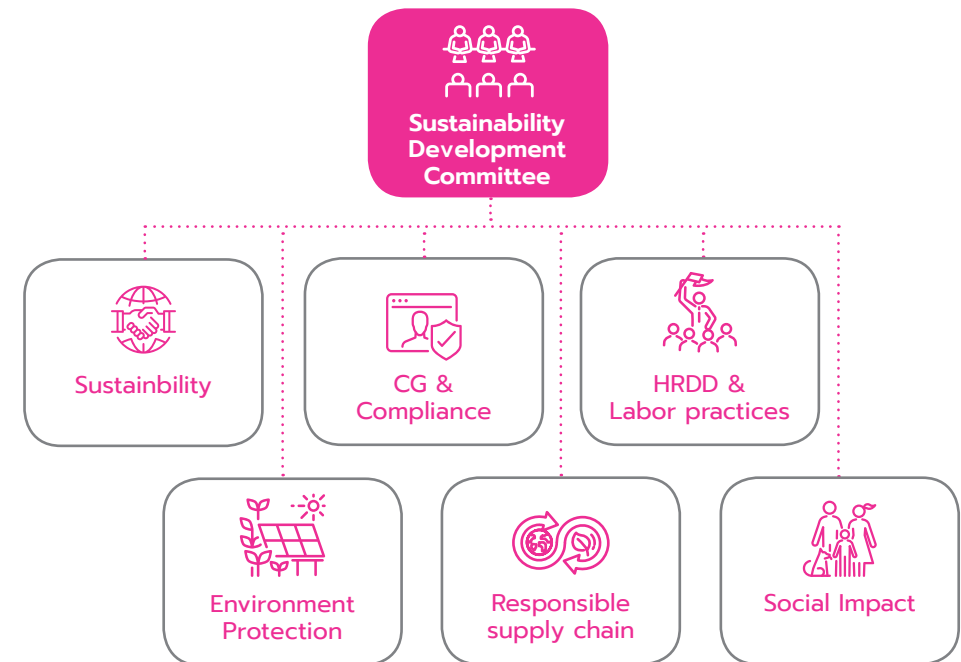 Sustainability
Development
Committee
Sustainbility
CG &
Compliance
HRDD &
Labor practices
Environment
Protection
Responsible
supply chain
Social Impact